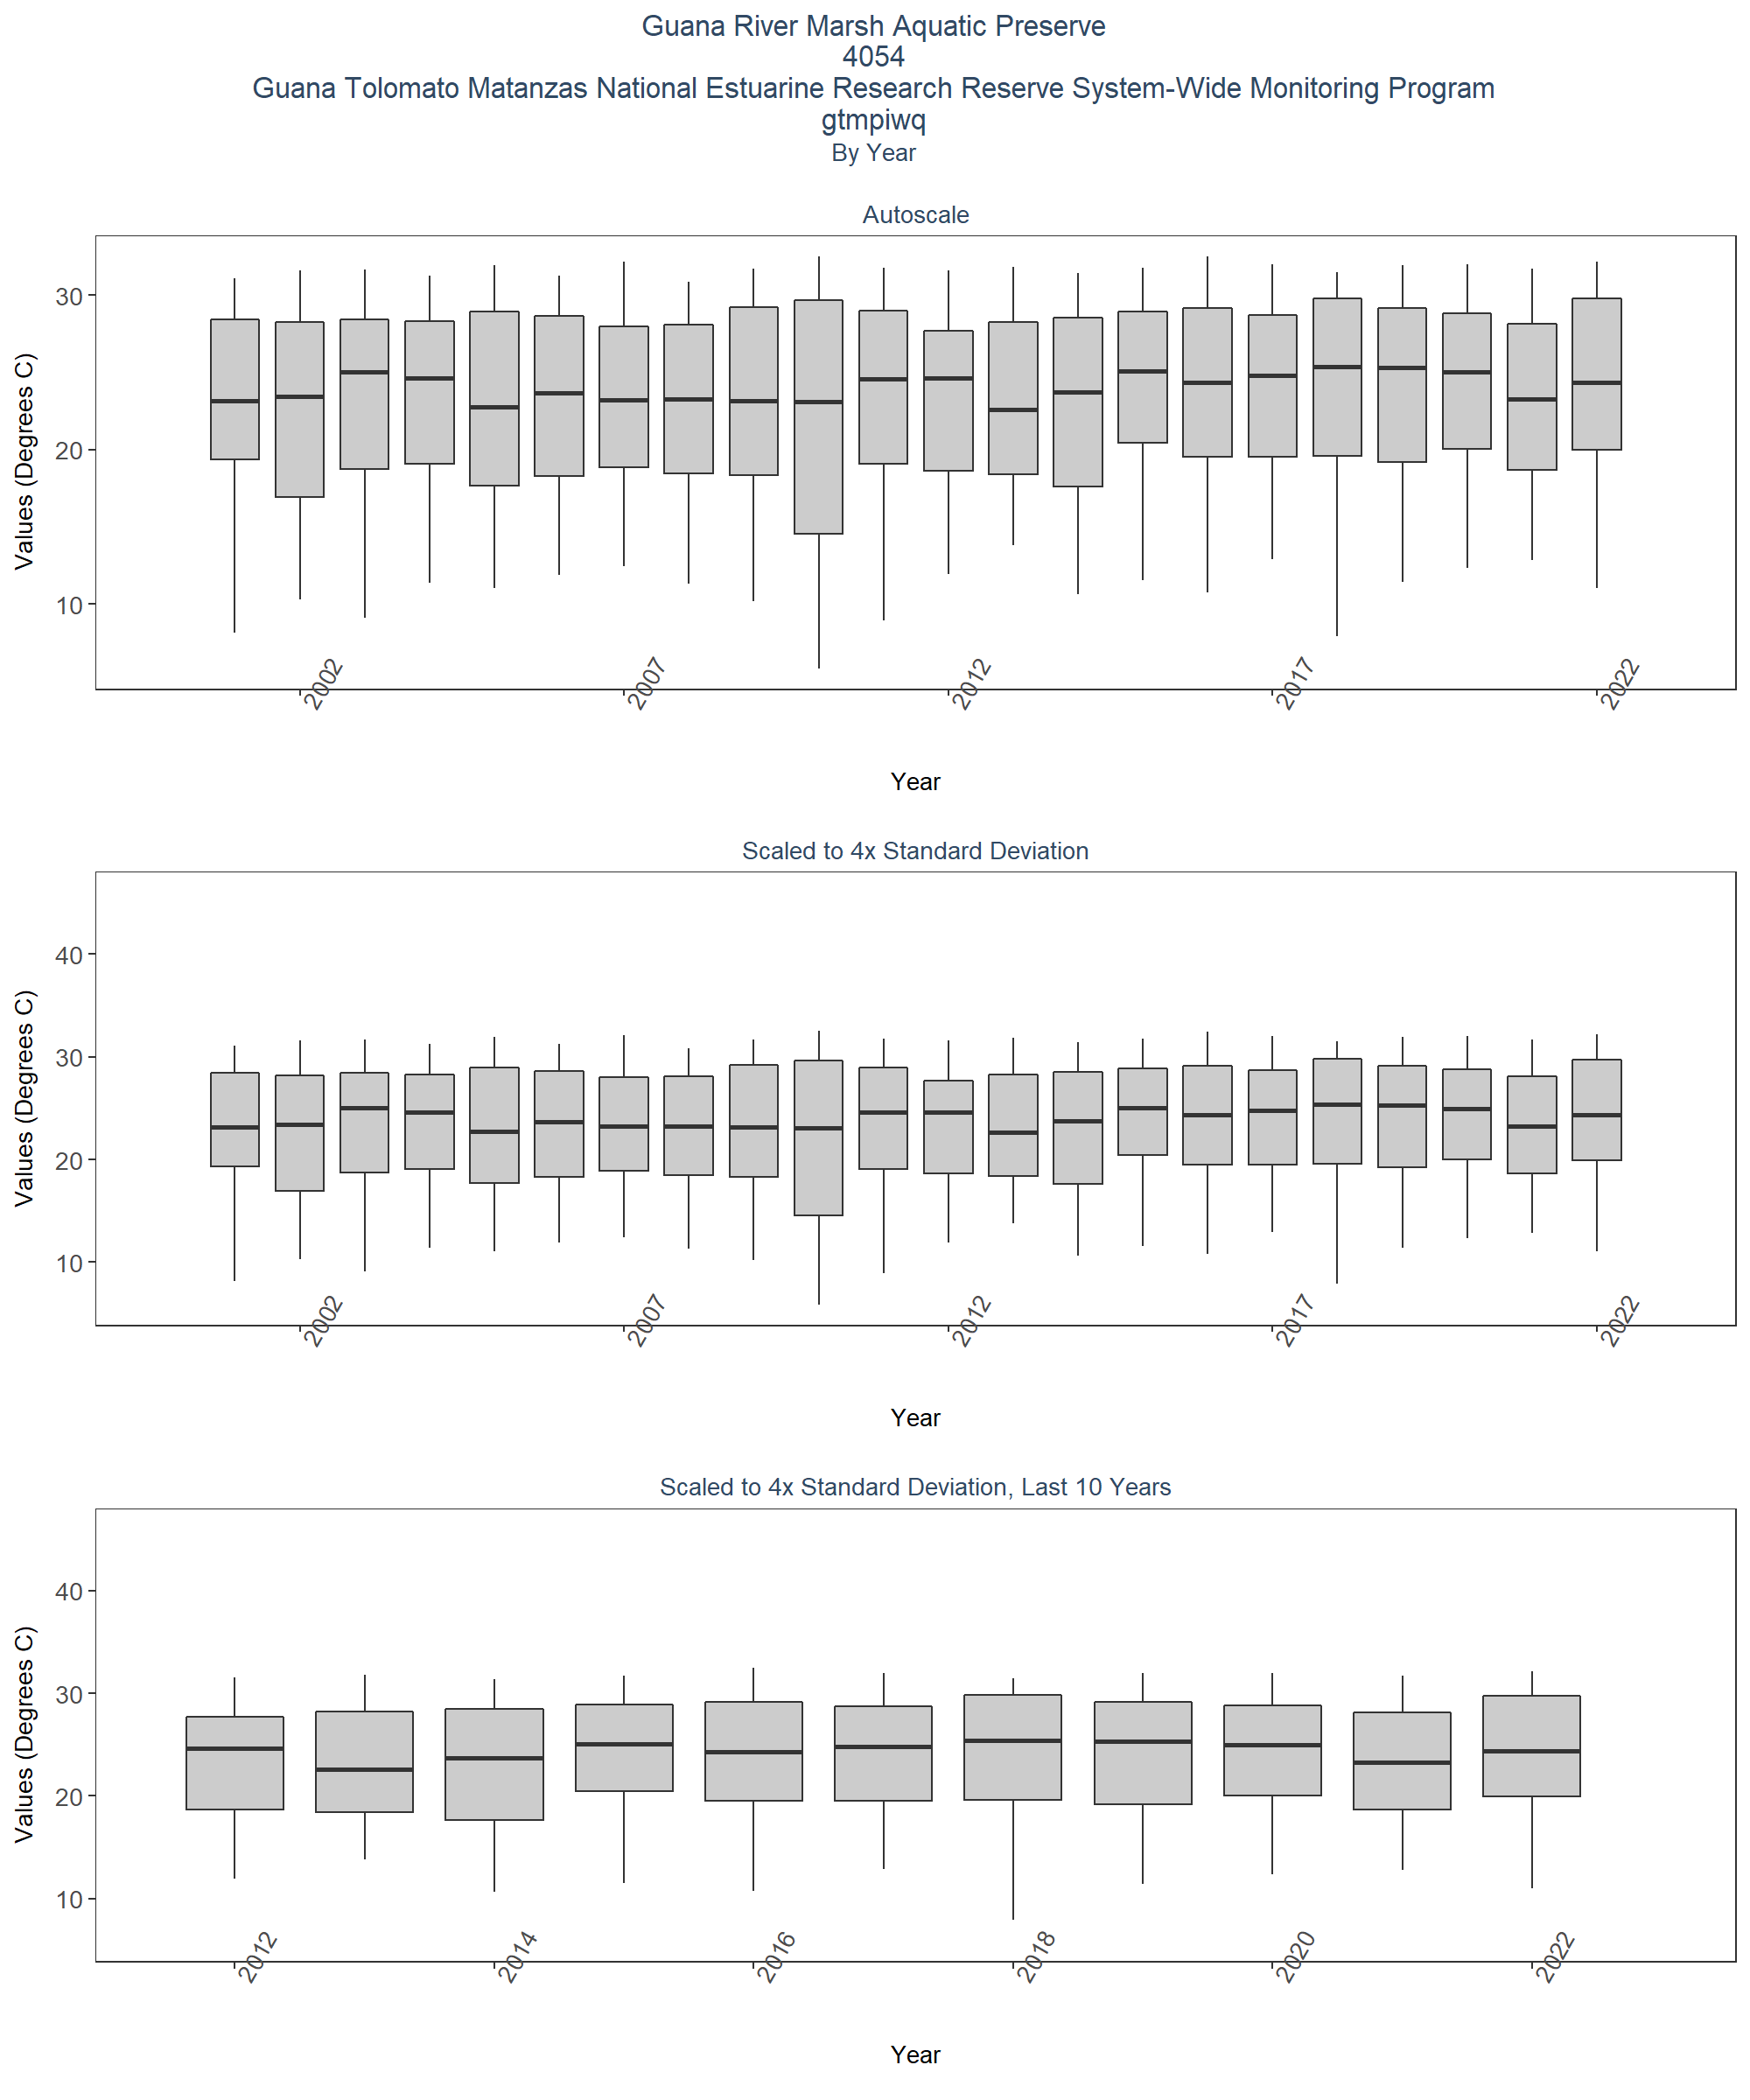 Guana River Marsh Aquatic Preserve
4054
Guana Tolomato Matanzas National Estuarine Research Reserve System-Wide Monitoring Program
gtmpiwq
By Year
Autoscale
Values (Degrees C)
30
20
10
2002
2007
2012
2017
2022
Year
Scaled to 4x Standard Deviation
Values (Degrees C)
40
30
20
10
2002
2007
2012
2017
2022
Year
Scaled to 4x Standard Deviation, Last 10 Years
Values (Degrees C)
40
30
20
10
2012
2014
2016
2018
2020
2022
Year